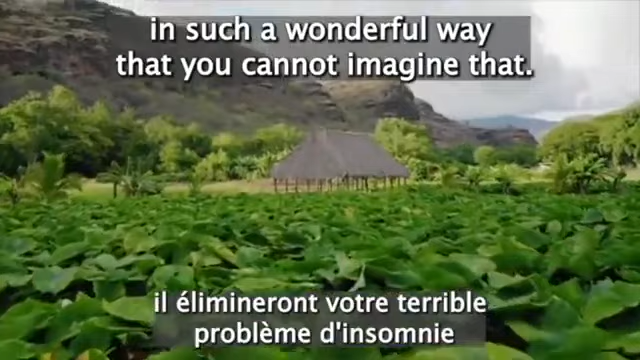 in such a wonderful way
that you cannot imagine that.
il élimineront votre terrible
problème d'insomnie